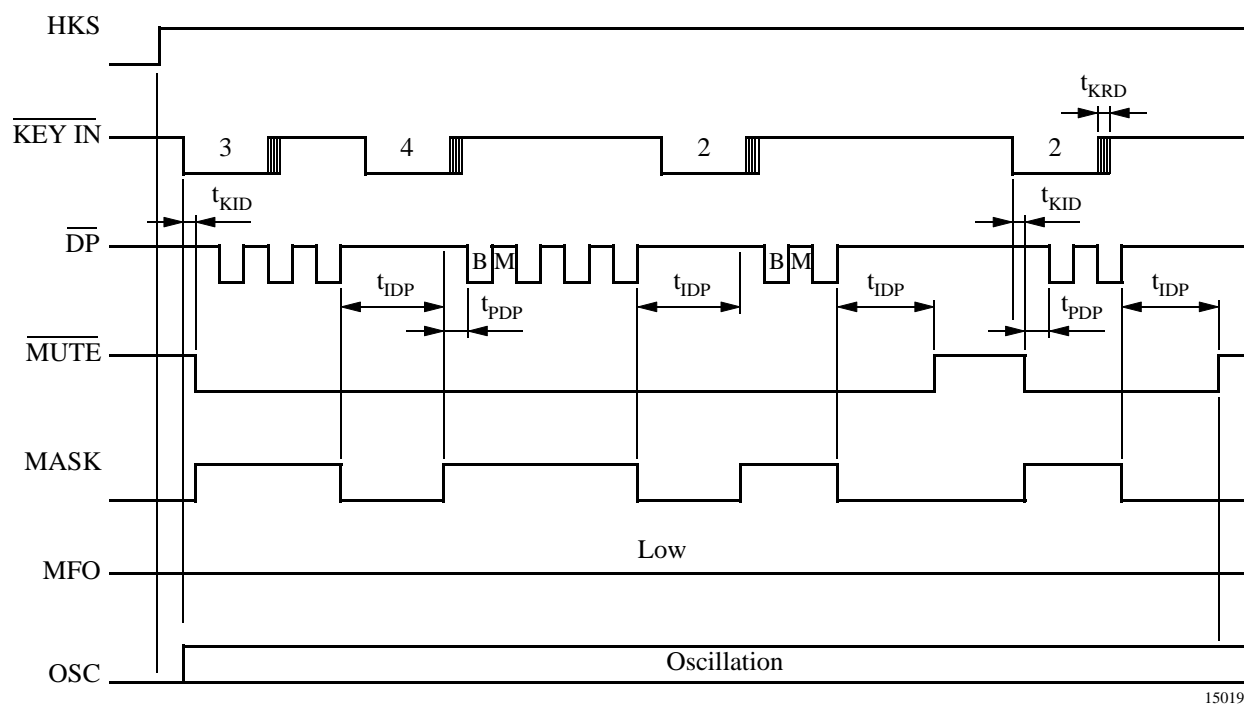 HKS
tKRD
KEY IN
3
4
2
2
tKID
tKID
DP
B M
B M
tIDP
tIDP
tIDP
tIDP
tPDP
tPDP
MUTE
MASK
Low
MFO
Oscillation
OSC
15019